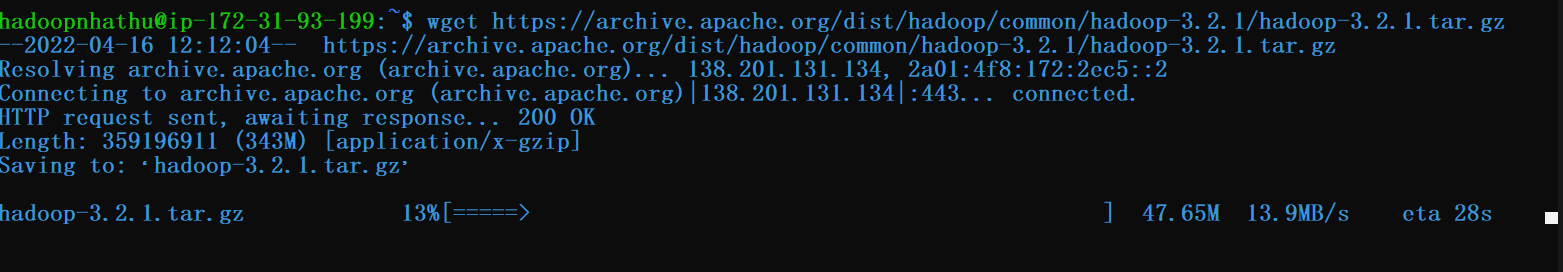 hadoopnhathu@ip-172-31-93-199:~$ wget https://archive.apache.org/dist/hadoop/common/hadoop-3.2.1/hadoop-3.2.1.tar.gz
--2022-04-16 12:12:04--  https://archive.apache.org/dist/hadoop/common/hadoop-3.2.1/hadoop-3.2.1.tar.gz
Resolving archive.apache.org (archive.apache.org)... 138.201.131.134, 2a01:4f8:172:2ec5::2
Connecting to archive.apache.org (archive.apache.org)|138.201.131.134|:443... connected.
HTTP request sent, awaiting response... 200 OK
Length: 359196911 (343M) [application/x-gzip]
Saving to: ‘hadoop-3.2.1.tar.gz’
hadoop-3.2.1.tar.gz 13%[=====> ] 47.65M 13.9MB/s eta 28s